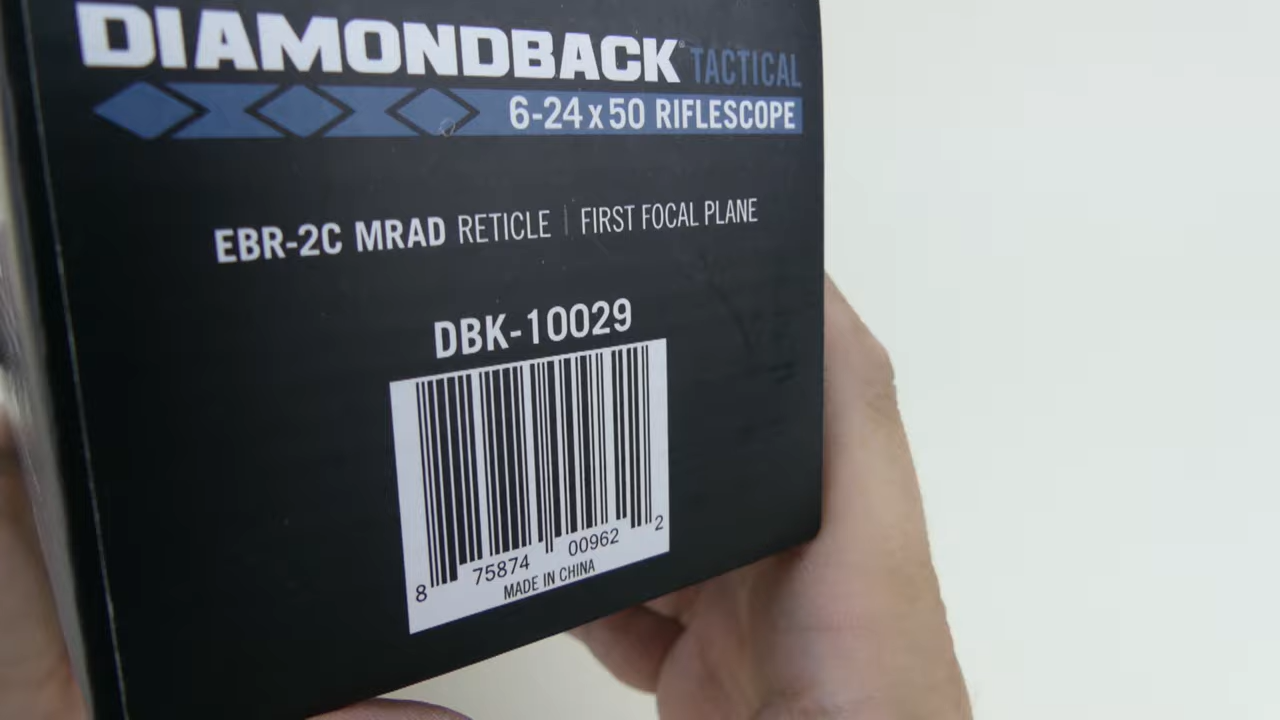 DIAMONDBACK® TACTICAL
6-24x50 RIFLESCOPE
EBR-2C MRAD RETICLE | FIRST FOCAL PLANE
DBK-10029
8 75874 00962 2
MADE IN CHINA